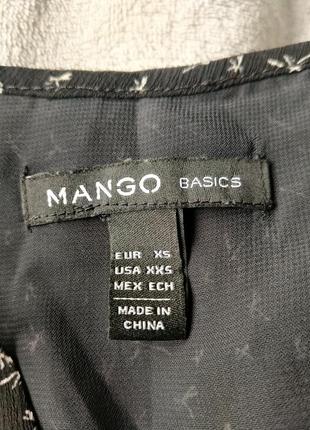 MANGO BASICS
EUR XS
USA XXS
MEX ECH
MADE IN
CHINA